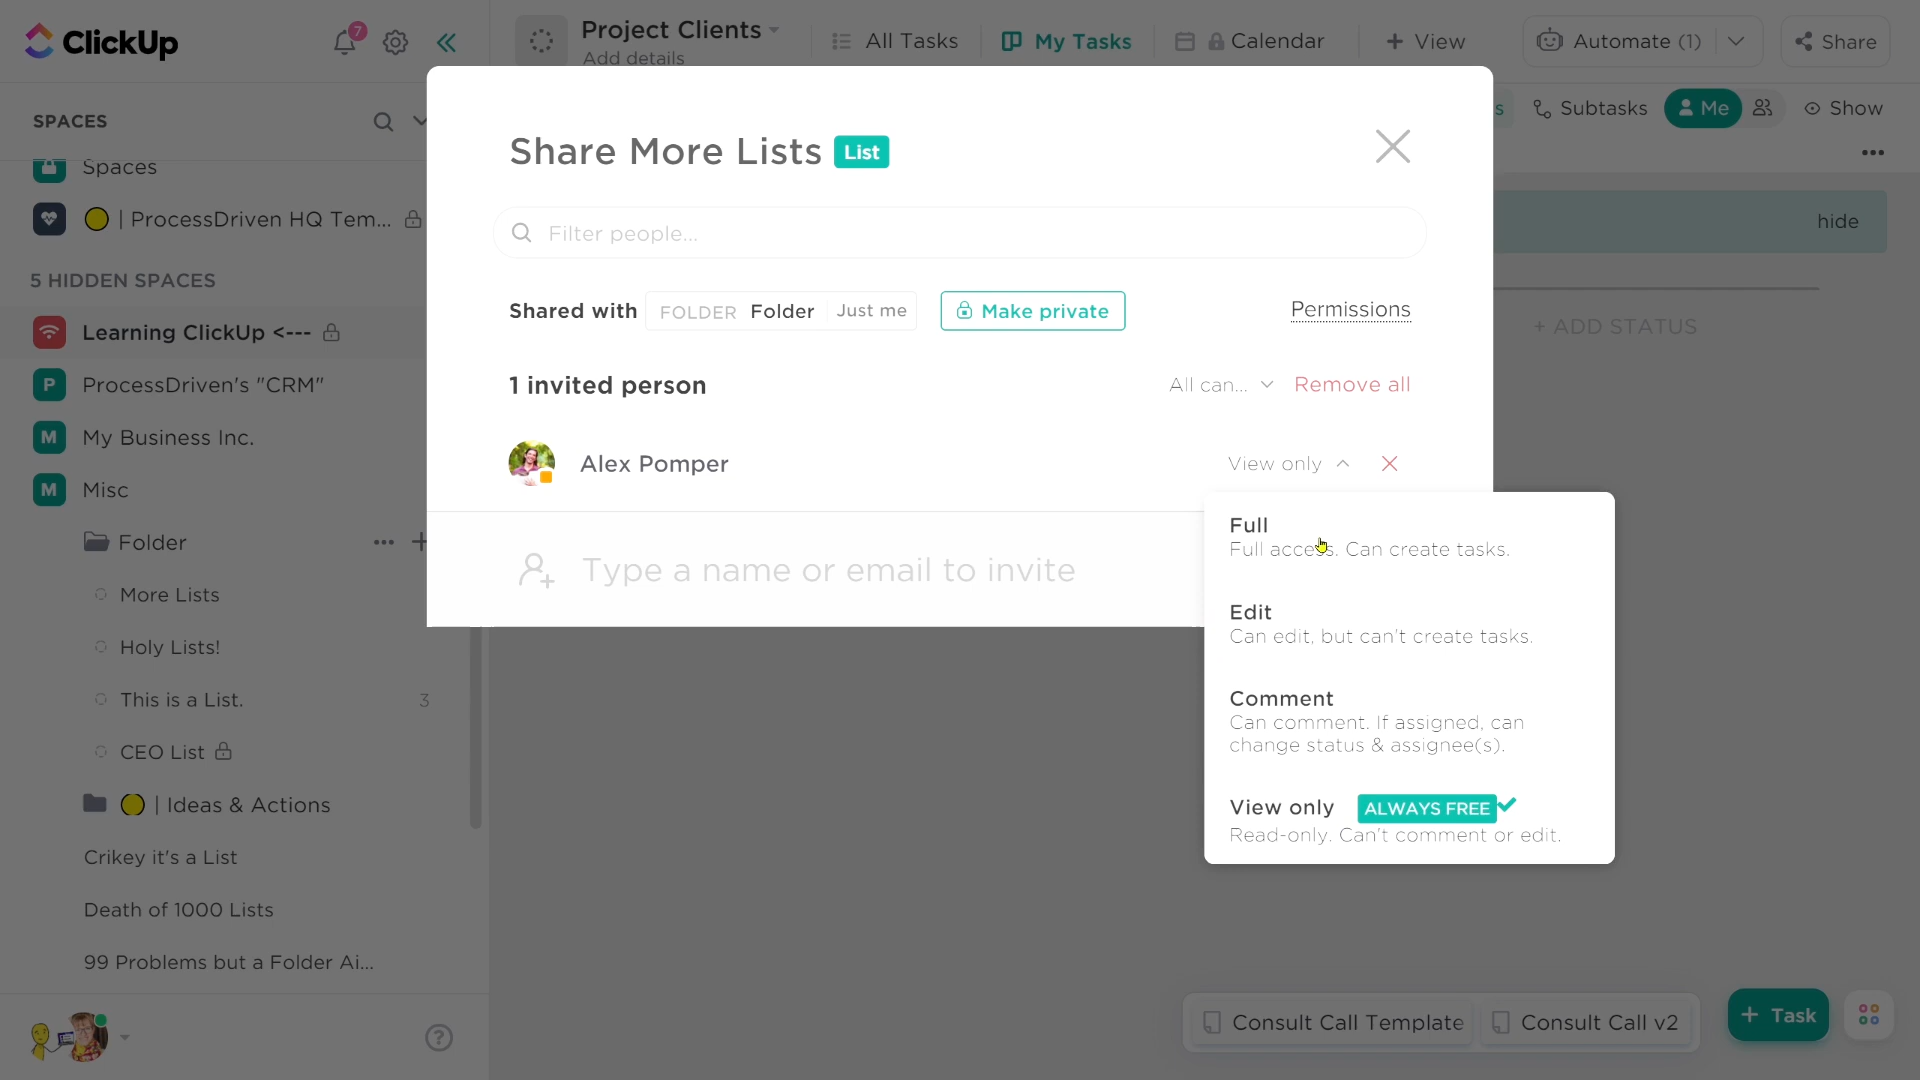 ClickUp
7
Project Clients
Add details
All Tasks
My Tasks
Calendar
+ View
Automate (1)
Share
SPACES
Spaces
| ProcessDriven HQ Tem...
5 HIDDEN SPACES
Learning ClickUp <---
P ProcessDriven's "CRM"
M My Business Inc.
M Misc
Folder
More Lists
Holy Lists!
This is a List. 3
CEO List
| Ideas & Actions
Crikey it's a List
Death of 1000 Lists
99 Problems but a Folder Ai...
s
Subtasks
Me
Show
hide
+ ADD STATUS
Share More Lists List
Filter people...
Shared with FOLDER Folder Just me Make private Permissions
1 invited person All can... Remove all
Alex Pomper View only
Type a name or email to invite
Full
Full access. Can create tasks.
Edit
Can edit, but can't create tasks.
Comment
Can comment. If assigned, can
change status & assignee(s).
View only ALWAYS FREE
Read-only. Can't comment or edit.
Consult Call Template
Consult Call v2
+ Task
?